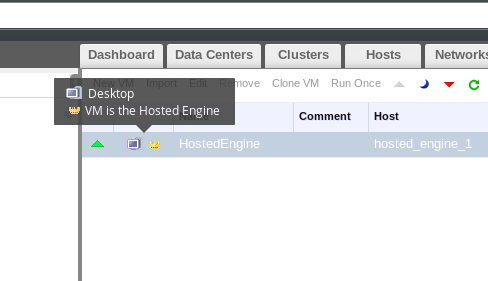 Dashboard Data Centers Clusters Hosts Networks
New VM Import Edit Remove Clone VM Run Once
Desktop
VM is the Hosted Engine
Comment Host
HostedEngine hosted_engine_1